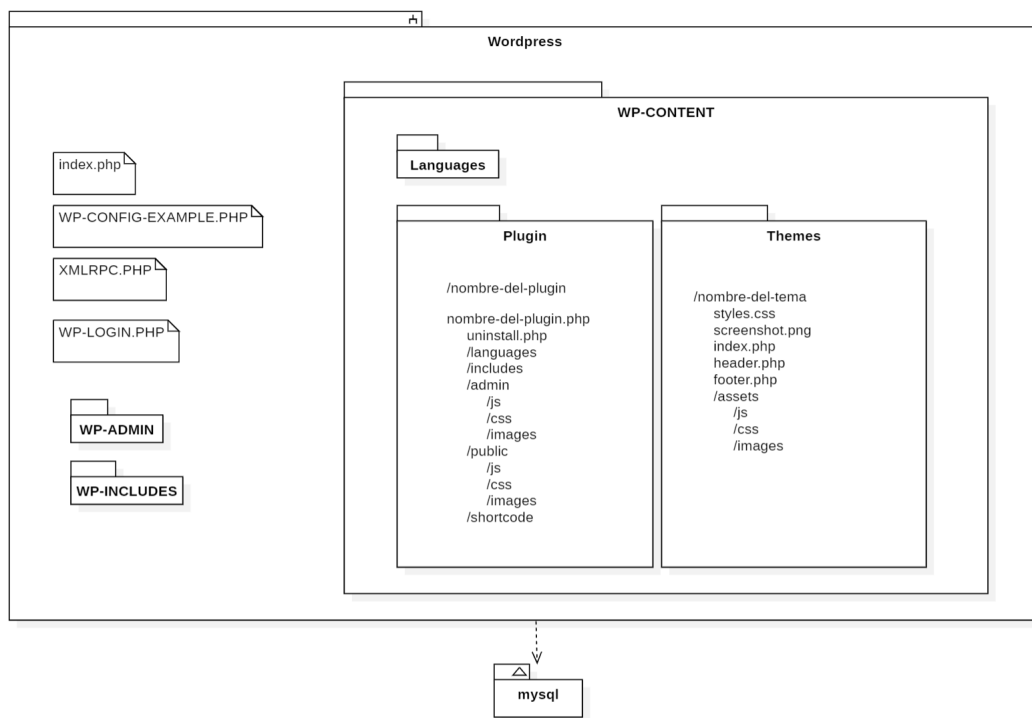 Wordpress
index.php
WP-CONFIG-EXAMPLE.PHP
XMLRPC.PHP
WP-LOGIN.PHP
WP-ADMIN
WP-INCLUDES
WP-CONTENT
Languages
Plugin
/nombre-del-plugin
nombre-del-plugin.php
uninstall.php
/languages
/includes
/admin
/js
/css
/images
/public
/js
/css
/images
/shortcode
Themes
/nombre-del-tema
styles.css
screenshot.png
index.php
header.php
footer.php
/assets
/js
/css
/images
mysql